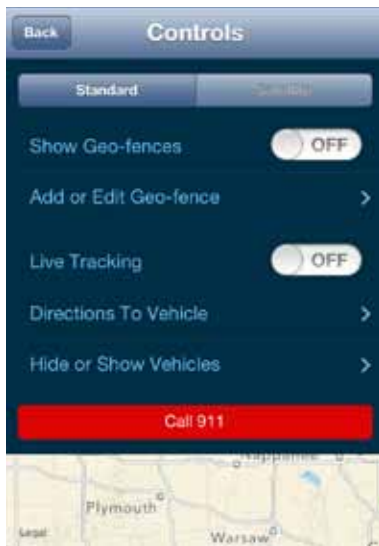 Back
Controls
Standard
Show Geo-fences
OFF
Add or Edit Geo-fence
Live Tracking
OFF
Directions To Vehicle
Hide or Show Vehicles
Call 911
Nappanee
Plymouth
Legal
Warsaw